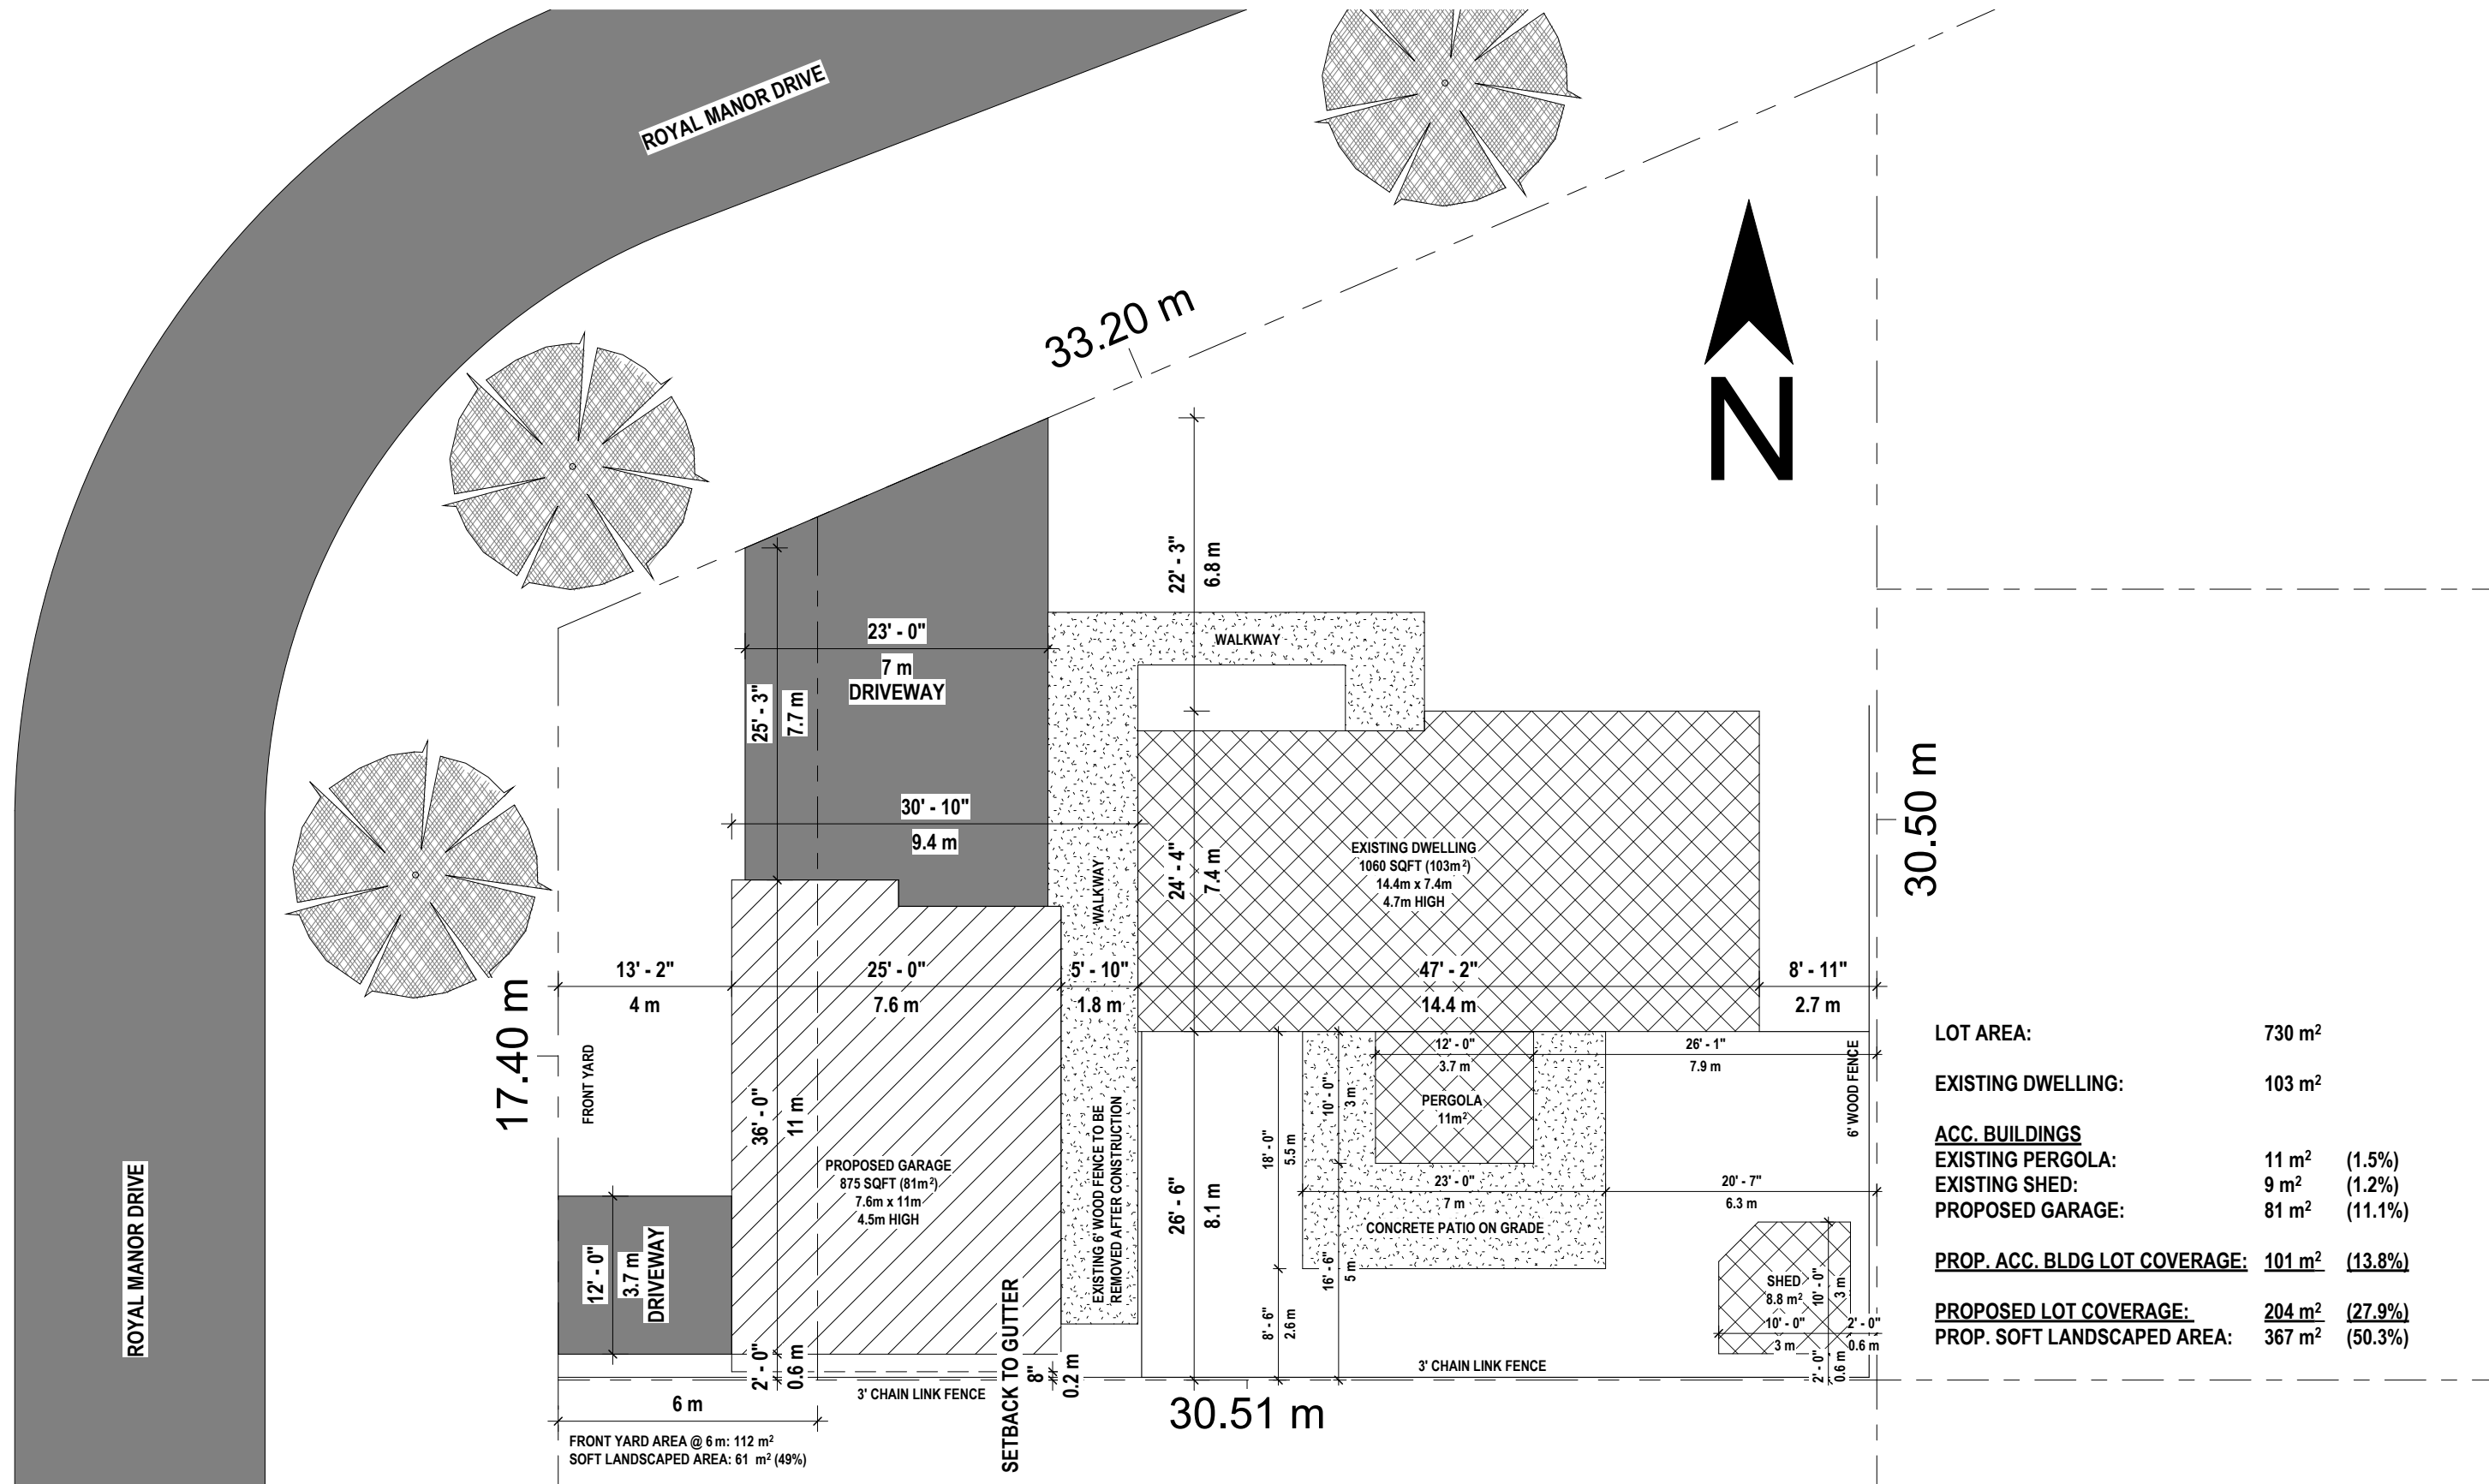 ROYAL MANOR DRIVE
33.20 m
N
22' - 3"
6.8 m
WALKWAY
23' - 0"
7 m
DRIVEWAY
25' - 3"
7.7 m
30' - 10"
9.4 m
WALKWAY
24' - 4"
7.4 m
EXISTING DWELLING
1060 SQFT (103m²)
14.4m x 7.4m
4.7m HIGH
30.50 m
13' - 2"
4 m
25' - 0"
7.6 m
5' - 10"
1.8 m
47' - 2"
14.4 m
8' - 11"
2.7 m
17.40 m
FRONT YARD
36' - 0"
11 m
PROPOSED GARAGE
875 SQFT (81m²)
7.6m x 11m
4.5m HIGH
EXISTING 6' WOOD FENCE TO BE
REMOVED AFTER CONSTRUCTION
26' - 6"
8.1 m
18' - 0"
5.5 m
10' - 0"
3 m
12' - 0"
3.7 m
26' - 1"
7.9 m
PERGOLA
11m²
6' WOOD FENCE
23' - 0"
7 m
20' - 7"
6.3 m
CONCRETE PATIO ON GRADE
16' - 6"
5 m
8' - 6"
2.6 m
SHED
8.8 m²
10' - 0"
3 m
10' - 0"
3 m
2' - 0"
0.6 m
2' - 0"
0.6 m
3' CHAIN LINK FENCE
ROYAL MANOR DRIVE
12' - 0"
3.7 m
DRIVEWAY
2' - 0"
0.6 m
3' CHAIN LINK FENCE
SETBACK TO GUTTER
8"
0.2 m
30.51 m
6 m
FRONT YARD AREA @ 6 m: 112 m²
SOFT LANDSCAPED AREA: 61 m² (49%)
LOT AREA: 730 m²
EXISTING DWELLING: 103 m²
ACC. BUILDINGS
EXISTING PERGOLA: 11 m² (1.5%)
EXISTING SHED: 9 m² (1.2%)
PROPOSED GARAGE: 81 m² (11.1%)
PROP. ACC. BLDG LOT COVERAGE: 101 m² (13.8%)
PROPOSED LOT COVERAGE: 204 m² (27.9%)
PROP. SOFT LANDSCAPED AREA: 367 m² (50.3%)